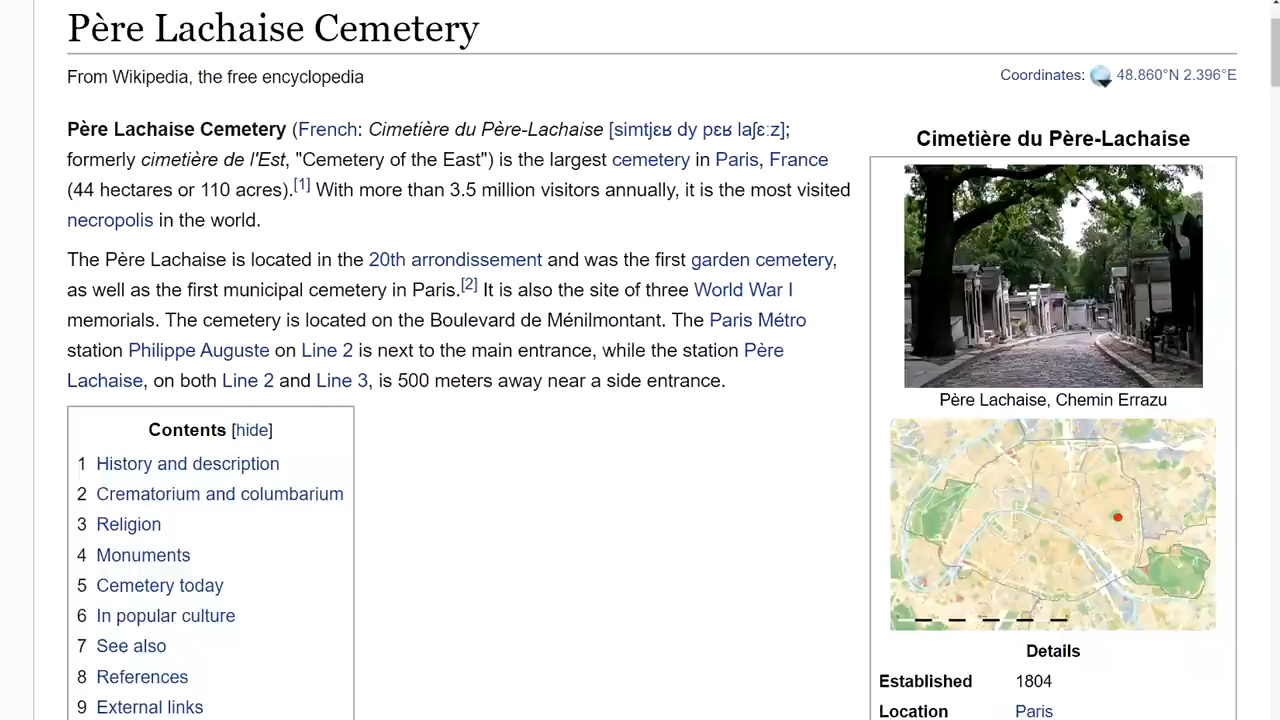 Père Lachaise Cemetery
From Wikipedia, the free encyclopedia
Coordinates: 48.860°N 2.396°E
Père Lachaise Cemetery (French: Cimetière du Père-Lachaise [simtjɛʁ dy pɛʁ laʃɛːz];
formerly cimetière de l'Est, "Cemetery of the East") is the largest cemetery in Paris, France
(44 hectares or 110 acres).[1] With more than 3.5 million visitors annually, it is the most visited
necropolis in the world.
The Père Lachaise is located in the 20th arrondissement and was the first garden cemetery,
as well as the first municipal cemetery in Paris.[2] It is also the site of three World War I
memorials. The cemetery is located on the Boulevard de Ménilmontant. The Paris Métro
station Philippe Auguste on Line 2 is next to the main entrance, while the station Père
Lachaise, on both Line 2 and Line 3, is 500 meters away near a side entrance.
Contents [hide]
1 History and description
2 Crematorium and columbarium
3 Religion
4 Monuments
5 Cemetery today
6 In popular culture
7 See also
8 References
9 External links
Cimetière du Père-Lachaise
Père Lachaise, Chemin Errazu
Details
Established 1804
Location Paris